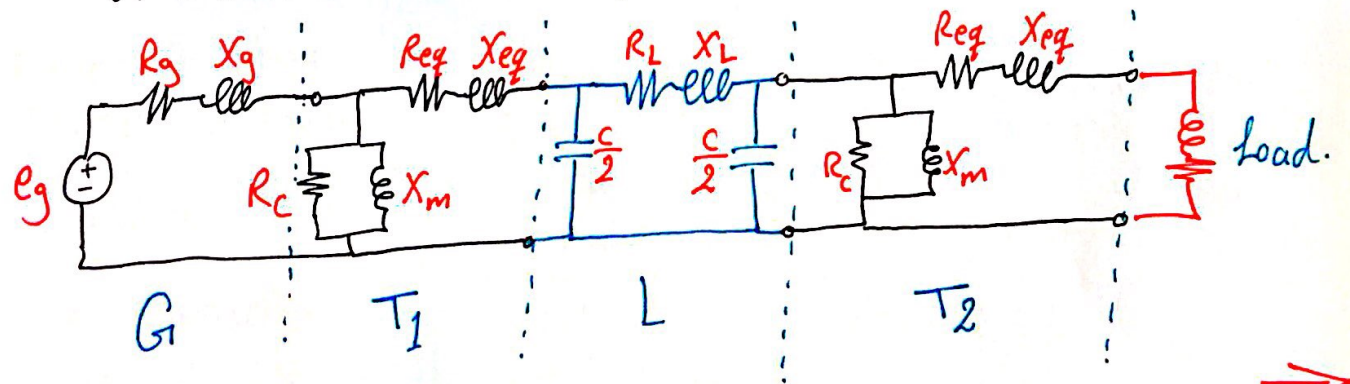 Rg Xg Req Xeq RL XL Req Xeq
eg + - Rc Xm C/2 C/2 Rc Xm Load.
G T1 L T2